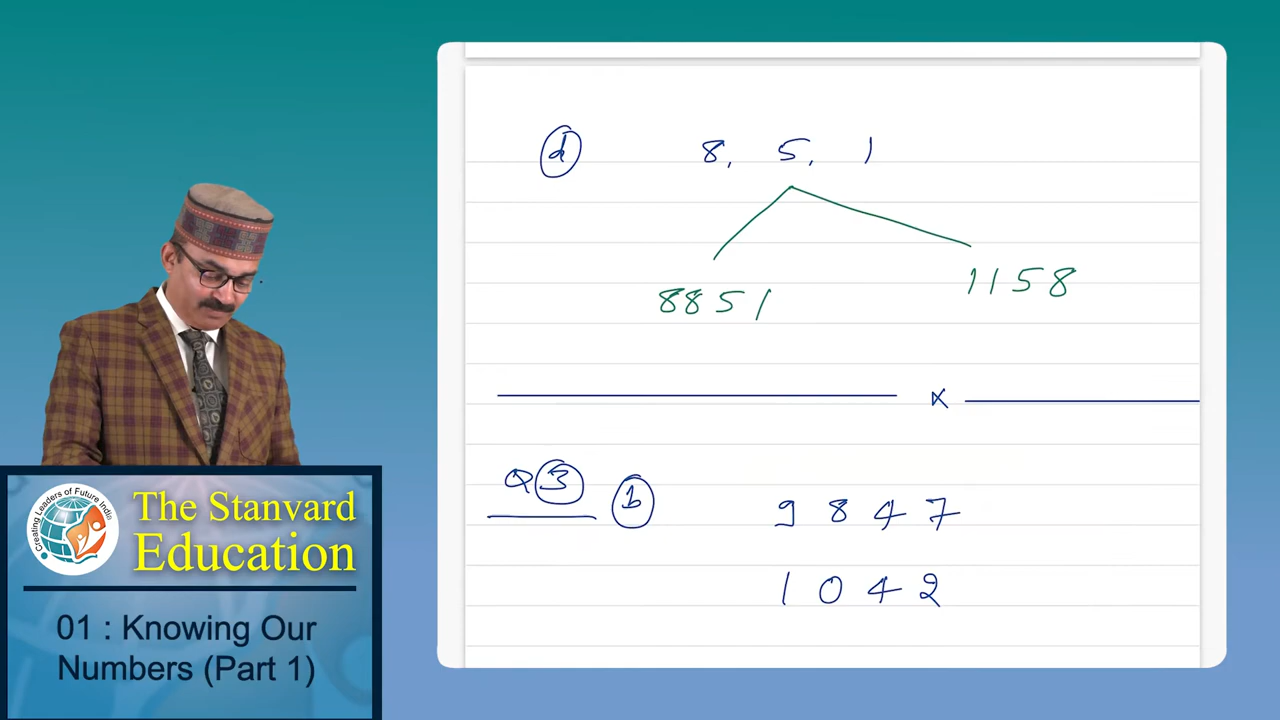 d 8, 5, 1
8851 1158
x
Q 3 b 9847
1042
Creating Leaders of Future India
The Stanvard
Education
01 : Knowing Our
Numbers (Part 1)